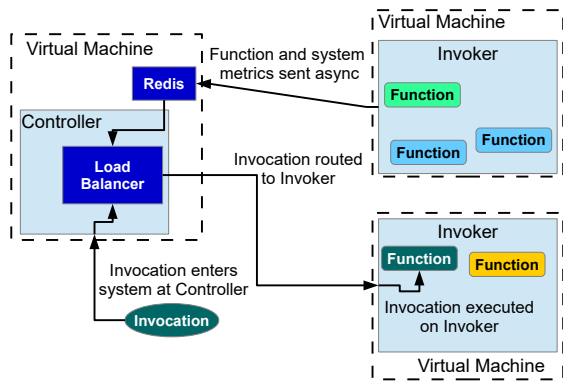 Virtual Machine
Redis
Controller
Load
Balancer
Function and system
metrics sent async
Virtual Machine
Invoker
Function
Function
Function
Invocation routed
to Invoker
Invocation enters
system at Controller
Invocation
Invoker
Function
Function
Invocation executed
on Invoker
Virtual Machine